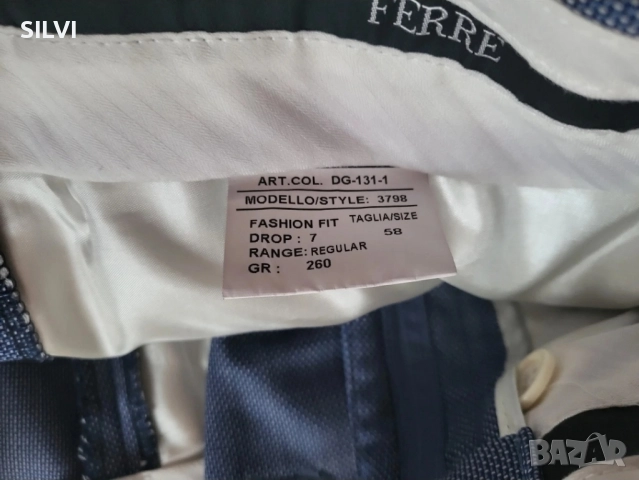 SILVI
FERRE
ART.COL. DG-131-1
MODELLO/STYLE: 3798
FASHION FIT TAGLIA/SIZE
DROP : 7 58
RANGE: REGULAR
GR : 260
BAZAR